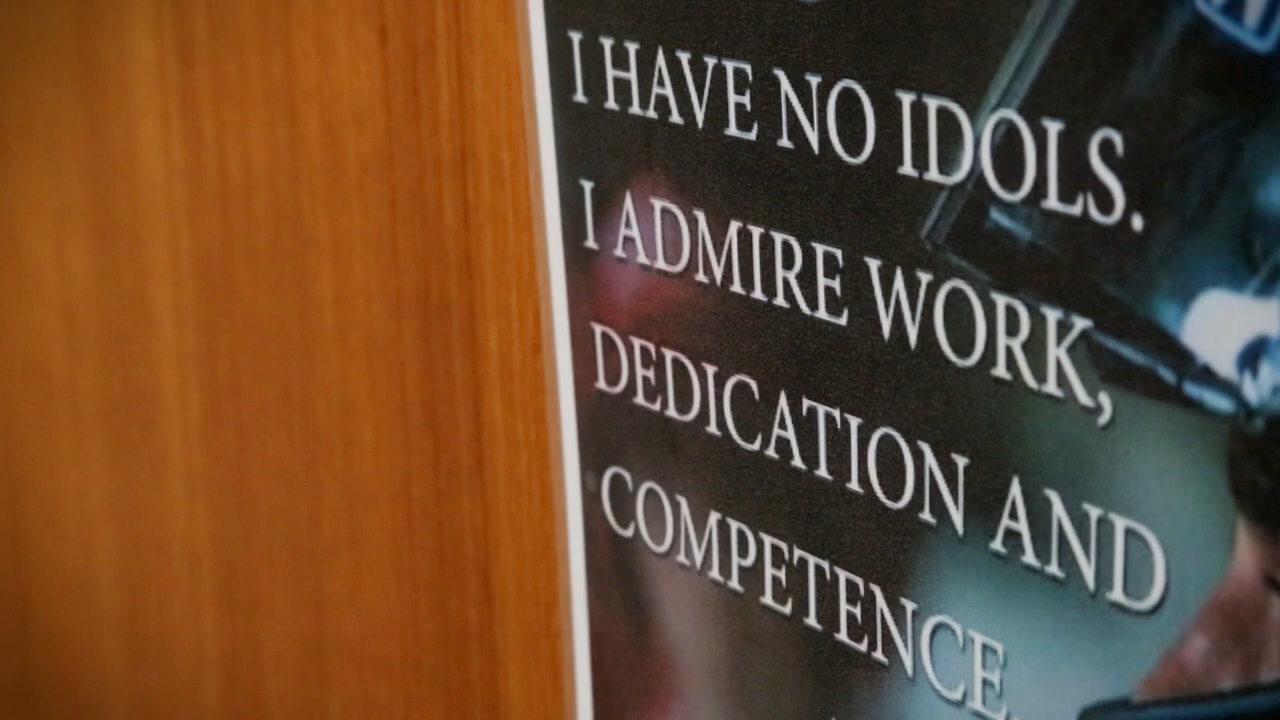 I HAVE NO IDOLS.
I ADMIRE WORK,
DEDICATION AND
COMPETENCE.